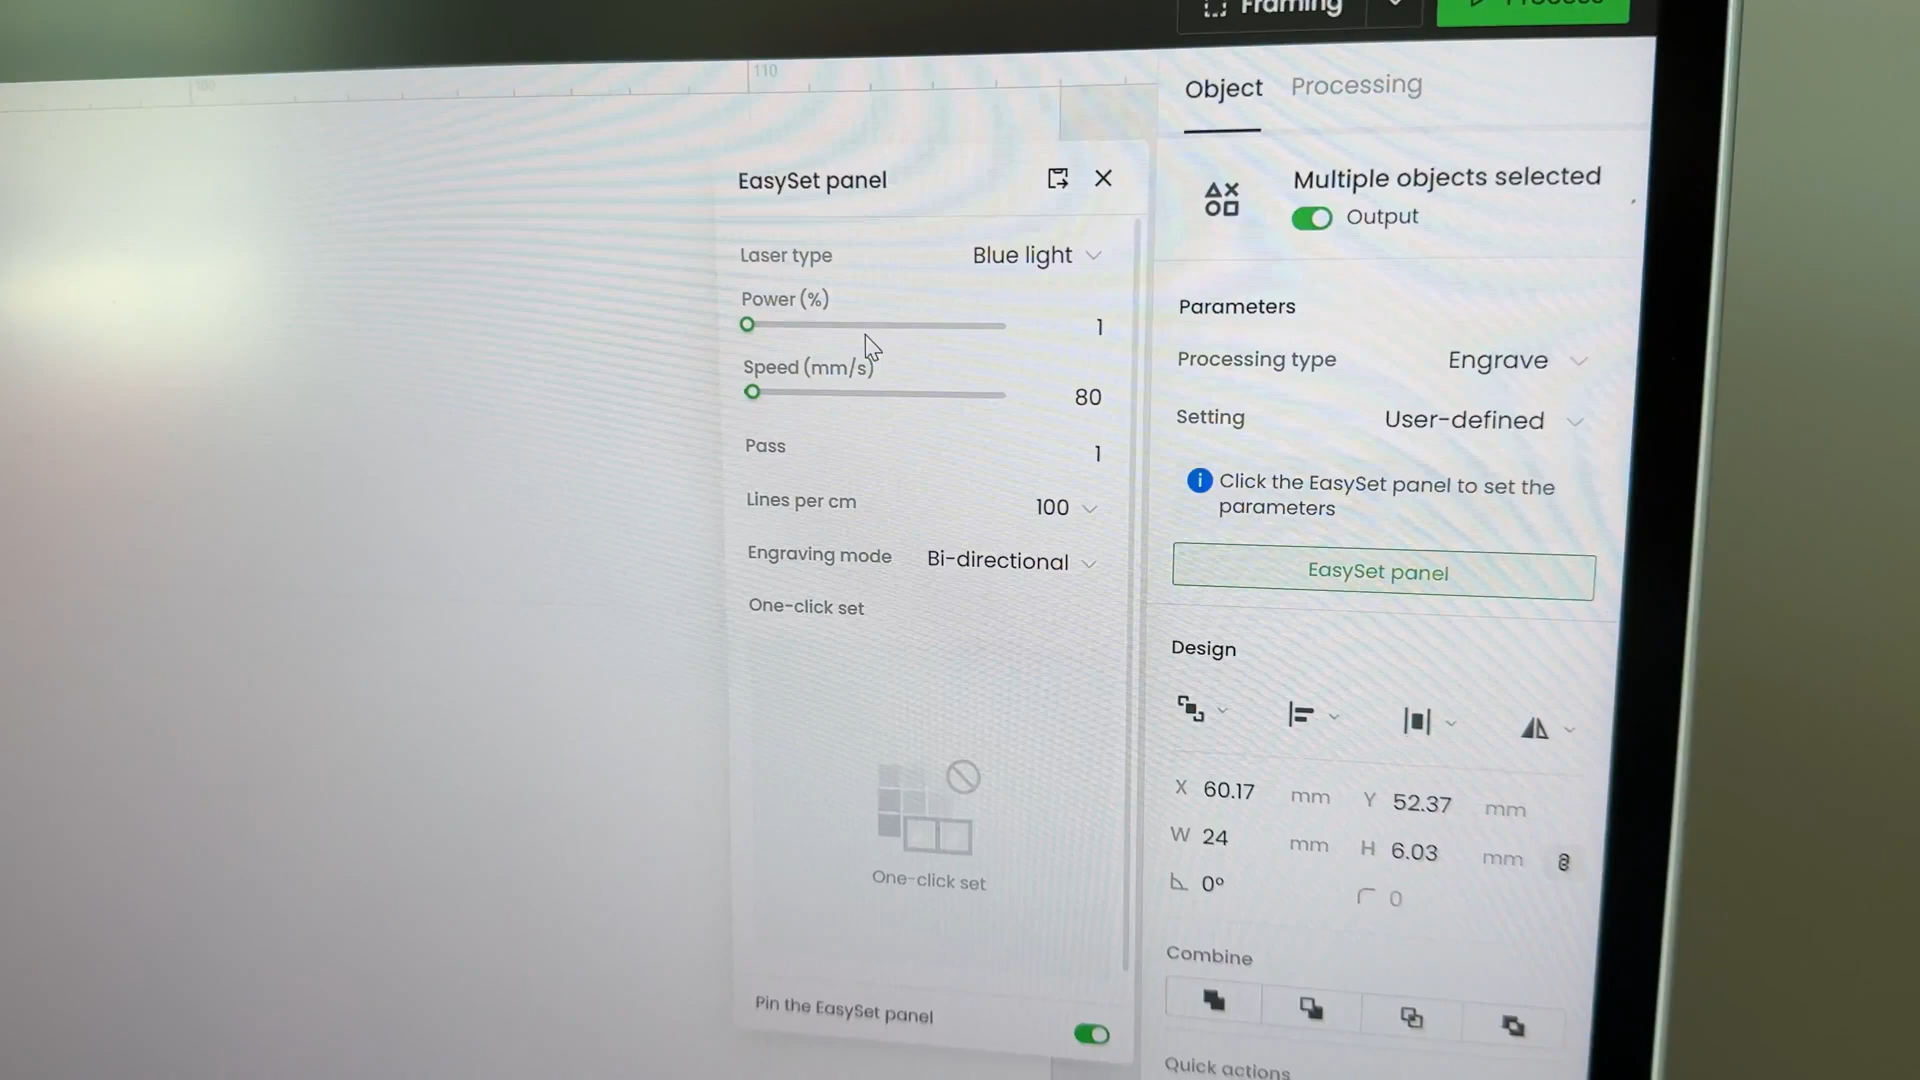 Framing
Process
100
110
Object Processing
EasySet panel
Multiple objects selected
Output
Laser type Blue light
Power (%)
1
Speed (mm/s)
80
Pass 1
Lines per cm 100
Engraving mode Bi-directional
One-click set
One-click set
Pin the EasySet panel
Parameters
Processing type Engrave
Setting User-defined
Click the EasySet panel to set the
parameters
EasySet panel
Design
X 60.17 mm Y 52.37 mm
W 24 mm H 6.03 mm
0° 0
Combine
Quick actions